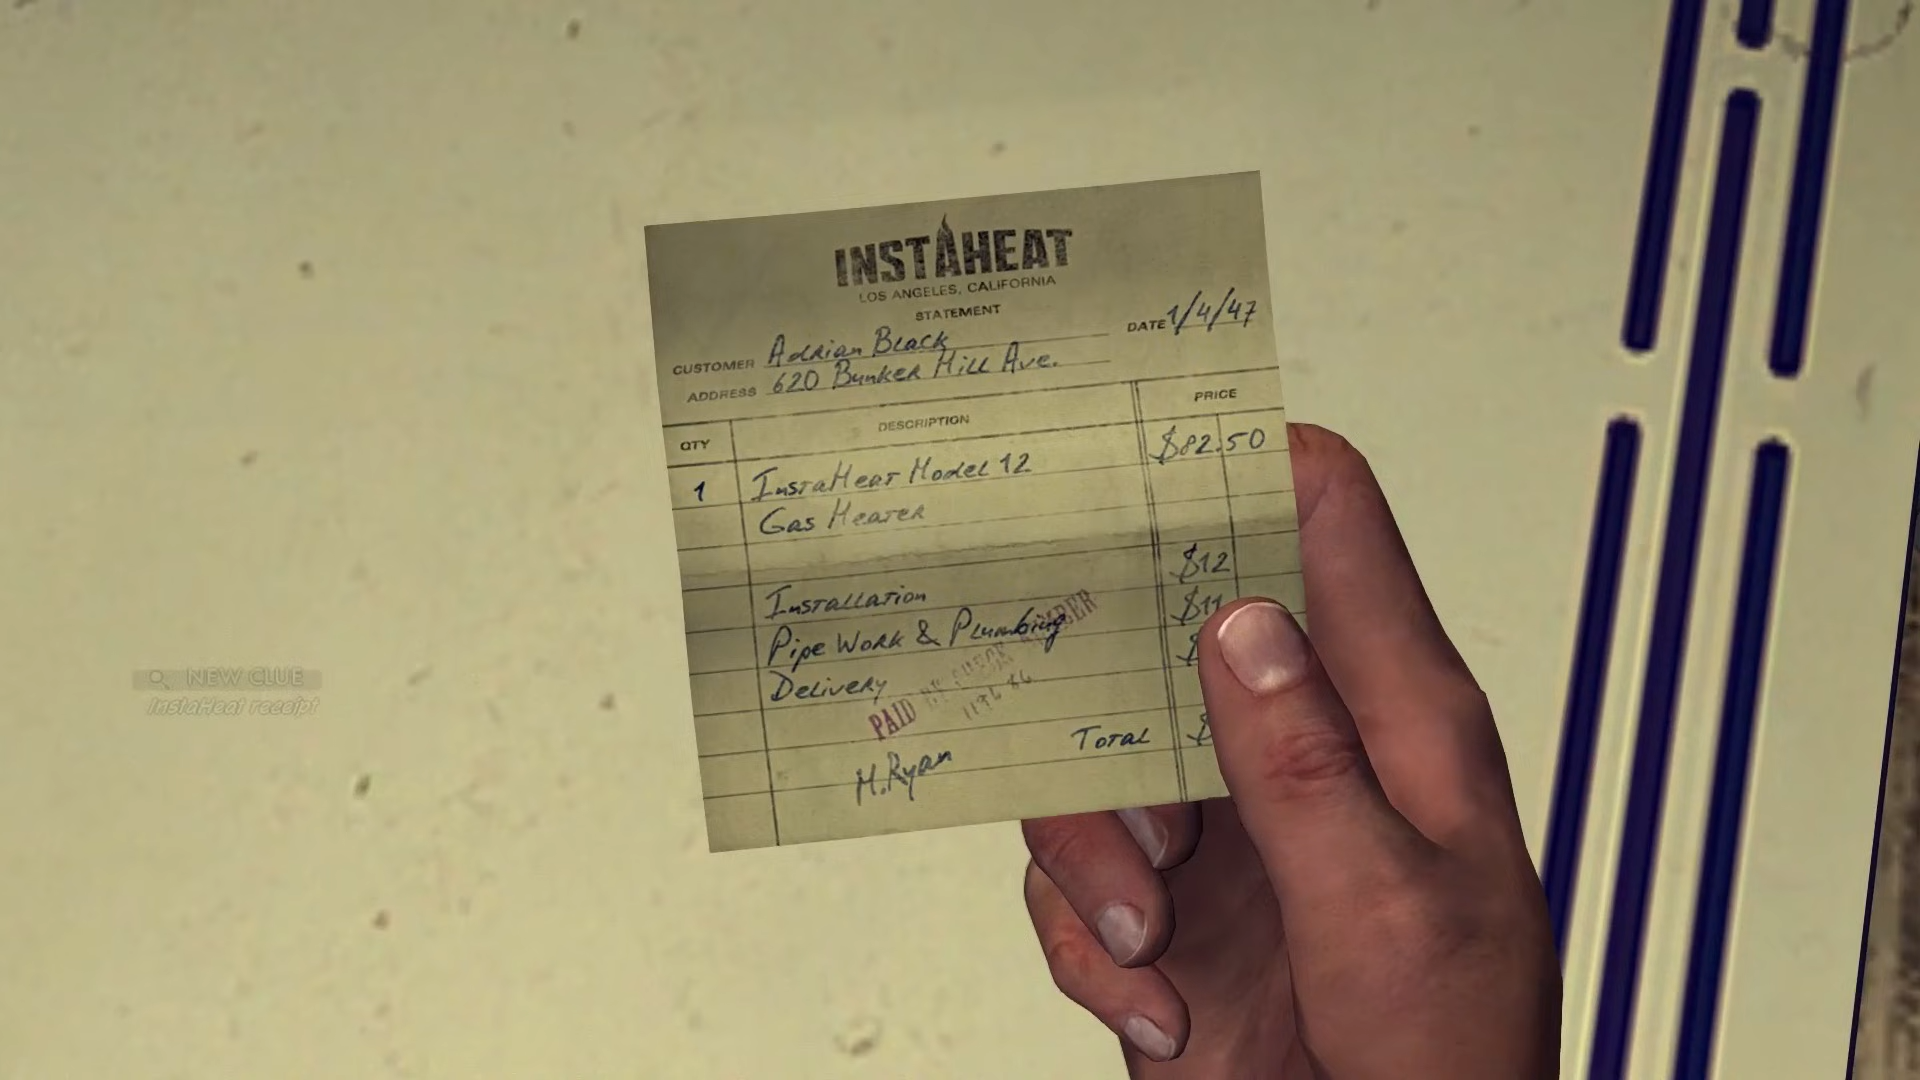 INSTAHEAT
LOS ANGELES, CALIFORNIA
STATEMENT
DATE 1/4/47
CUSTOMER Adrian Black
ADDRESS 620 Bunker Hill Ave.
QTY DESCRIPTION PRICE
1 InstaHeat Model 12 $82.50
Gas Heater
Installation $12
Pipe Work & Plumbing $11
Delivery $
PAID BY
M. Ryan Total $
NEW CLUE
InstaHeat receipt